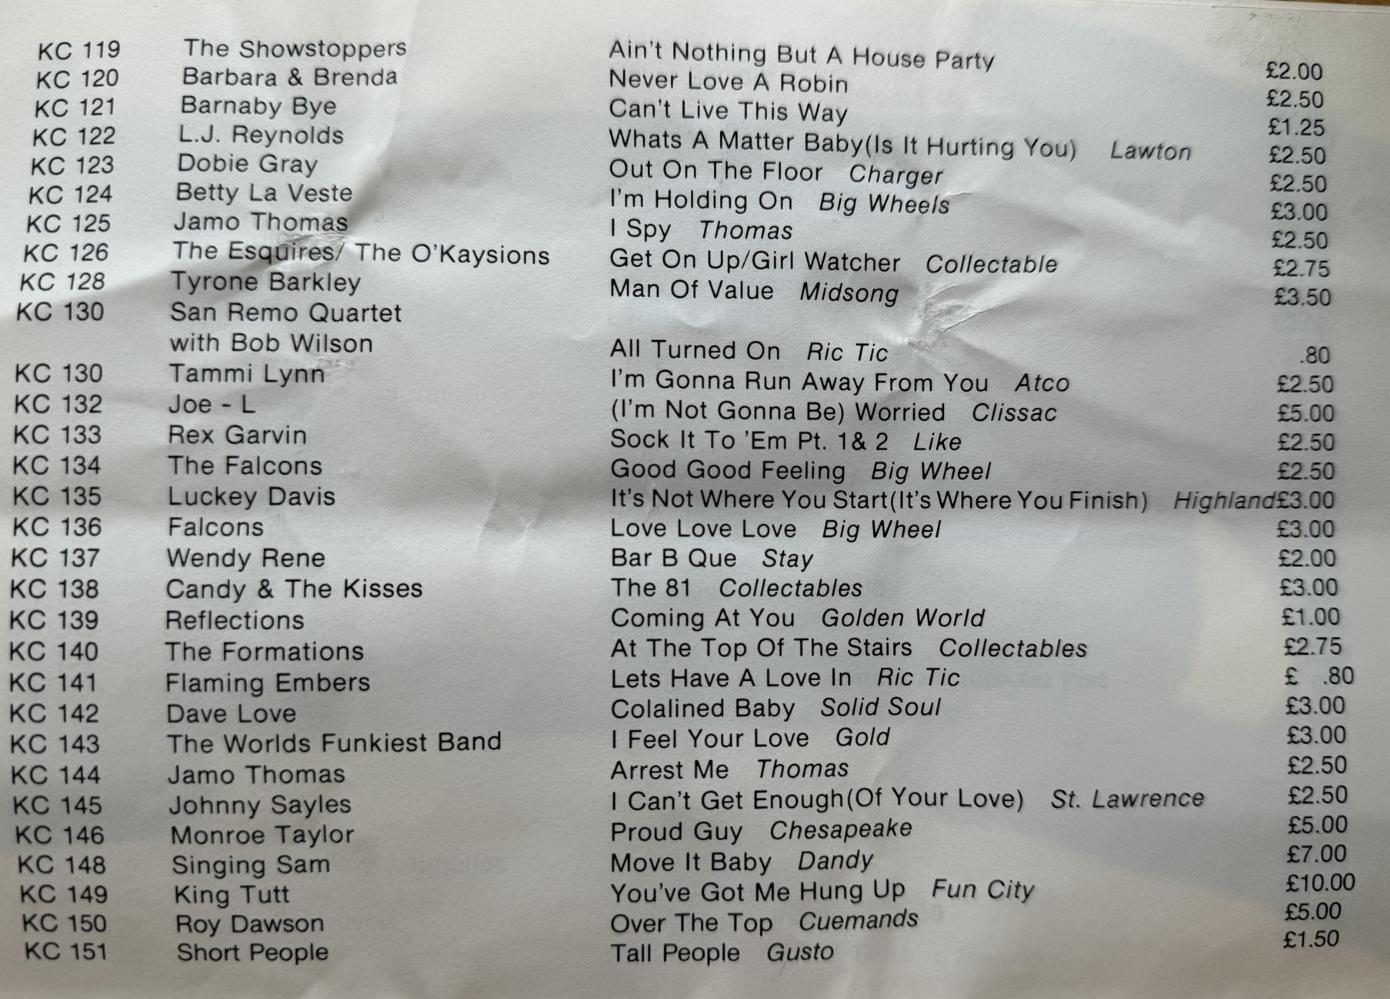 KC 119 The Showstoppers Ain't Nothing But A House Party £2.00
KC 120 Barbara & Brenda Never Love A Robin £2.50
KC 121 Barnaby Bye Can't Live This Way £1.25
KC 122 L.J. Reynolds Whats A Matter Baby(Is It Hurting You) Lawton £2.50
KC 123 Dobie Gray Out On The Floor Charger £2.50
KC 124 Betty La Veste I'm Holding On Big Wheels £3.00
KC 125 Jamo Thomas I Spy Thomas £2.50
KC 126 The Esquires/ The O'Kaysions Get On Up/Girl Watcher Collectable £2.75
KC 128 Tyrone Barkley Man Of Value Midsong £3.50
KC 130 San Remo Quartet
with Bob Wilson All Turned On Ric Tic .80
KC 130 Tammi Lynn I'm Gonna Run Away From You Atco £2.50
KC 132 Joe - L (I'm Not Gonna Be) Worried Clissac £5.00
KC 133 Rex Garvin Sock It To 'Em Pt. 1& 2 Like £2.50
KC 134 The Falcons Good Good Feeling Big Wheel £2.50
KC 135 Luckey Davis It's Not Where You Start(It's Where You Finish) Highland£3.00
KC 136 Falcons Love Love Love Big Wheel £3.00
KC 137 Wendy Rene Bar B Que Stay £2.00
KC 138 Candy & The Kisses The 81 Collectables £3.00
KC 139 Reflections Coming At You Golden World £1.00
KC 140 The Formations At The Top Of The Stairs Collectables £2.75
KC 141 Flaming Embers Lets Have A Love In Ric Tic £ .80
KC 142 Dave Love Colalined Baby Solid Soul £3.00
KC 143 The Worlds Funkiest Band I Feel Your Love Gold £3.00
KC 144 Jamo Thomas Arrest Me Thomas £2.50
KC 145 Johnny Sayles I Can't Get Enough(Of Your Love) St. Lawrence £2.50
KC 146 Monroe Taylor Proud Guy Chesapeake £5.00
KC 148 Singing Sam Move It Baby Dandy £7.00
KC 149 King Tutt You've Got Me Hung Up Fun City £10.00
KC 150 Roy Dawson Over The Top Cuemands £5.00
KC 151 Short People Tall People Gusto £1.50